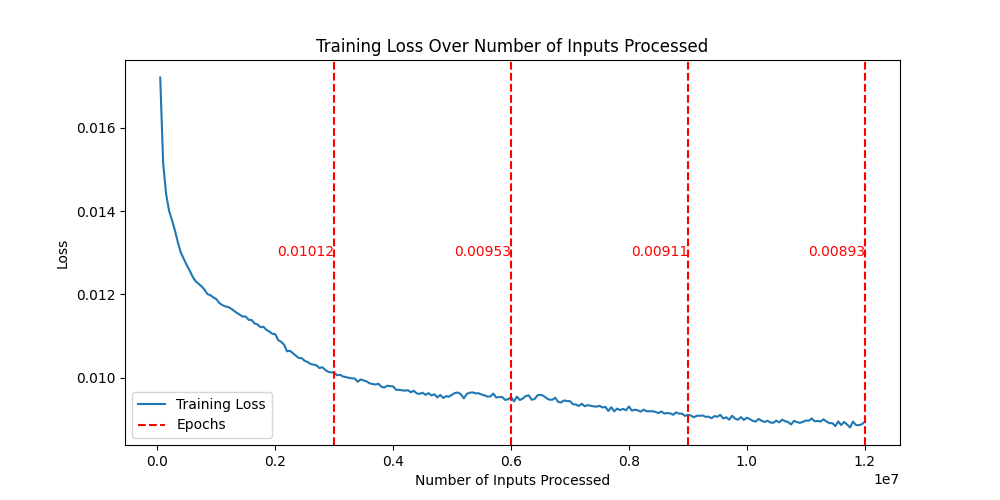 Training Loss Over Number of Inputs Processed
Loss
0.016
0.014
0.012
0.010
0.01012
0.00953
0.00911
0.00893
Training Loss
Epochs
0.0
0.2
0.4
0.6
0.8
1.0
1.2
1e7
Number of Inputs Processed